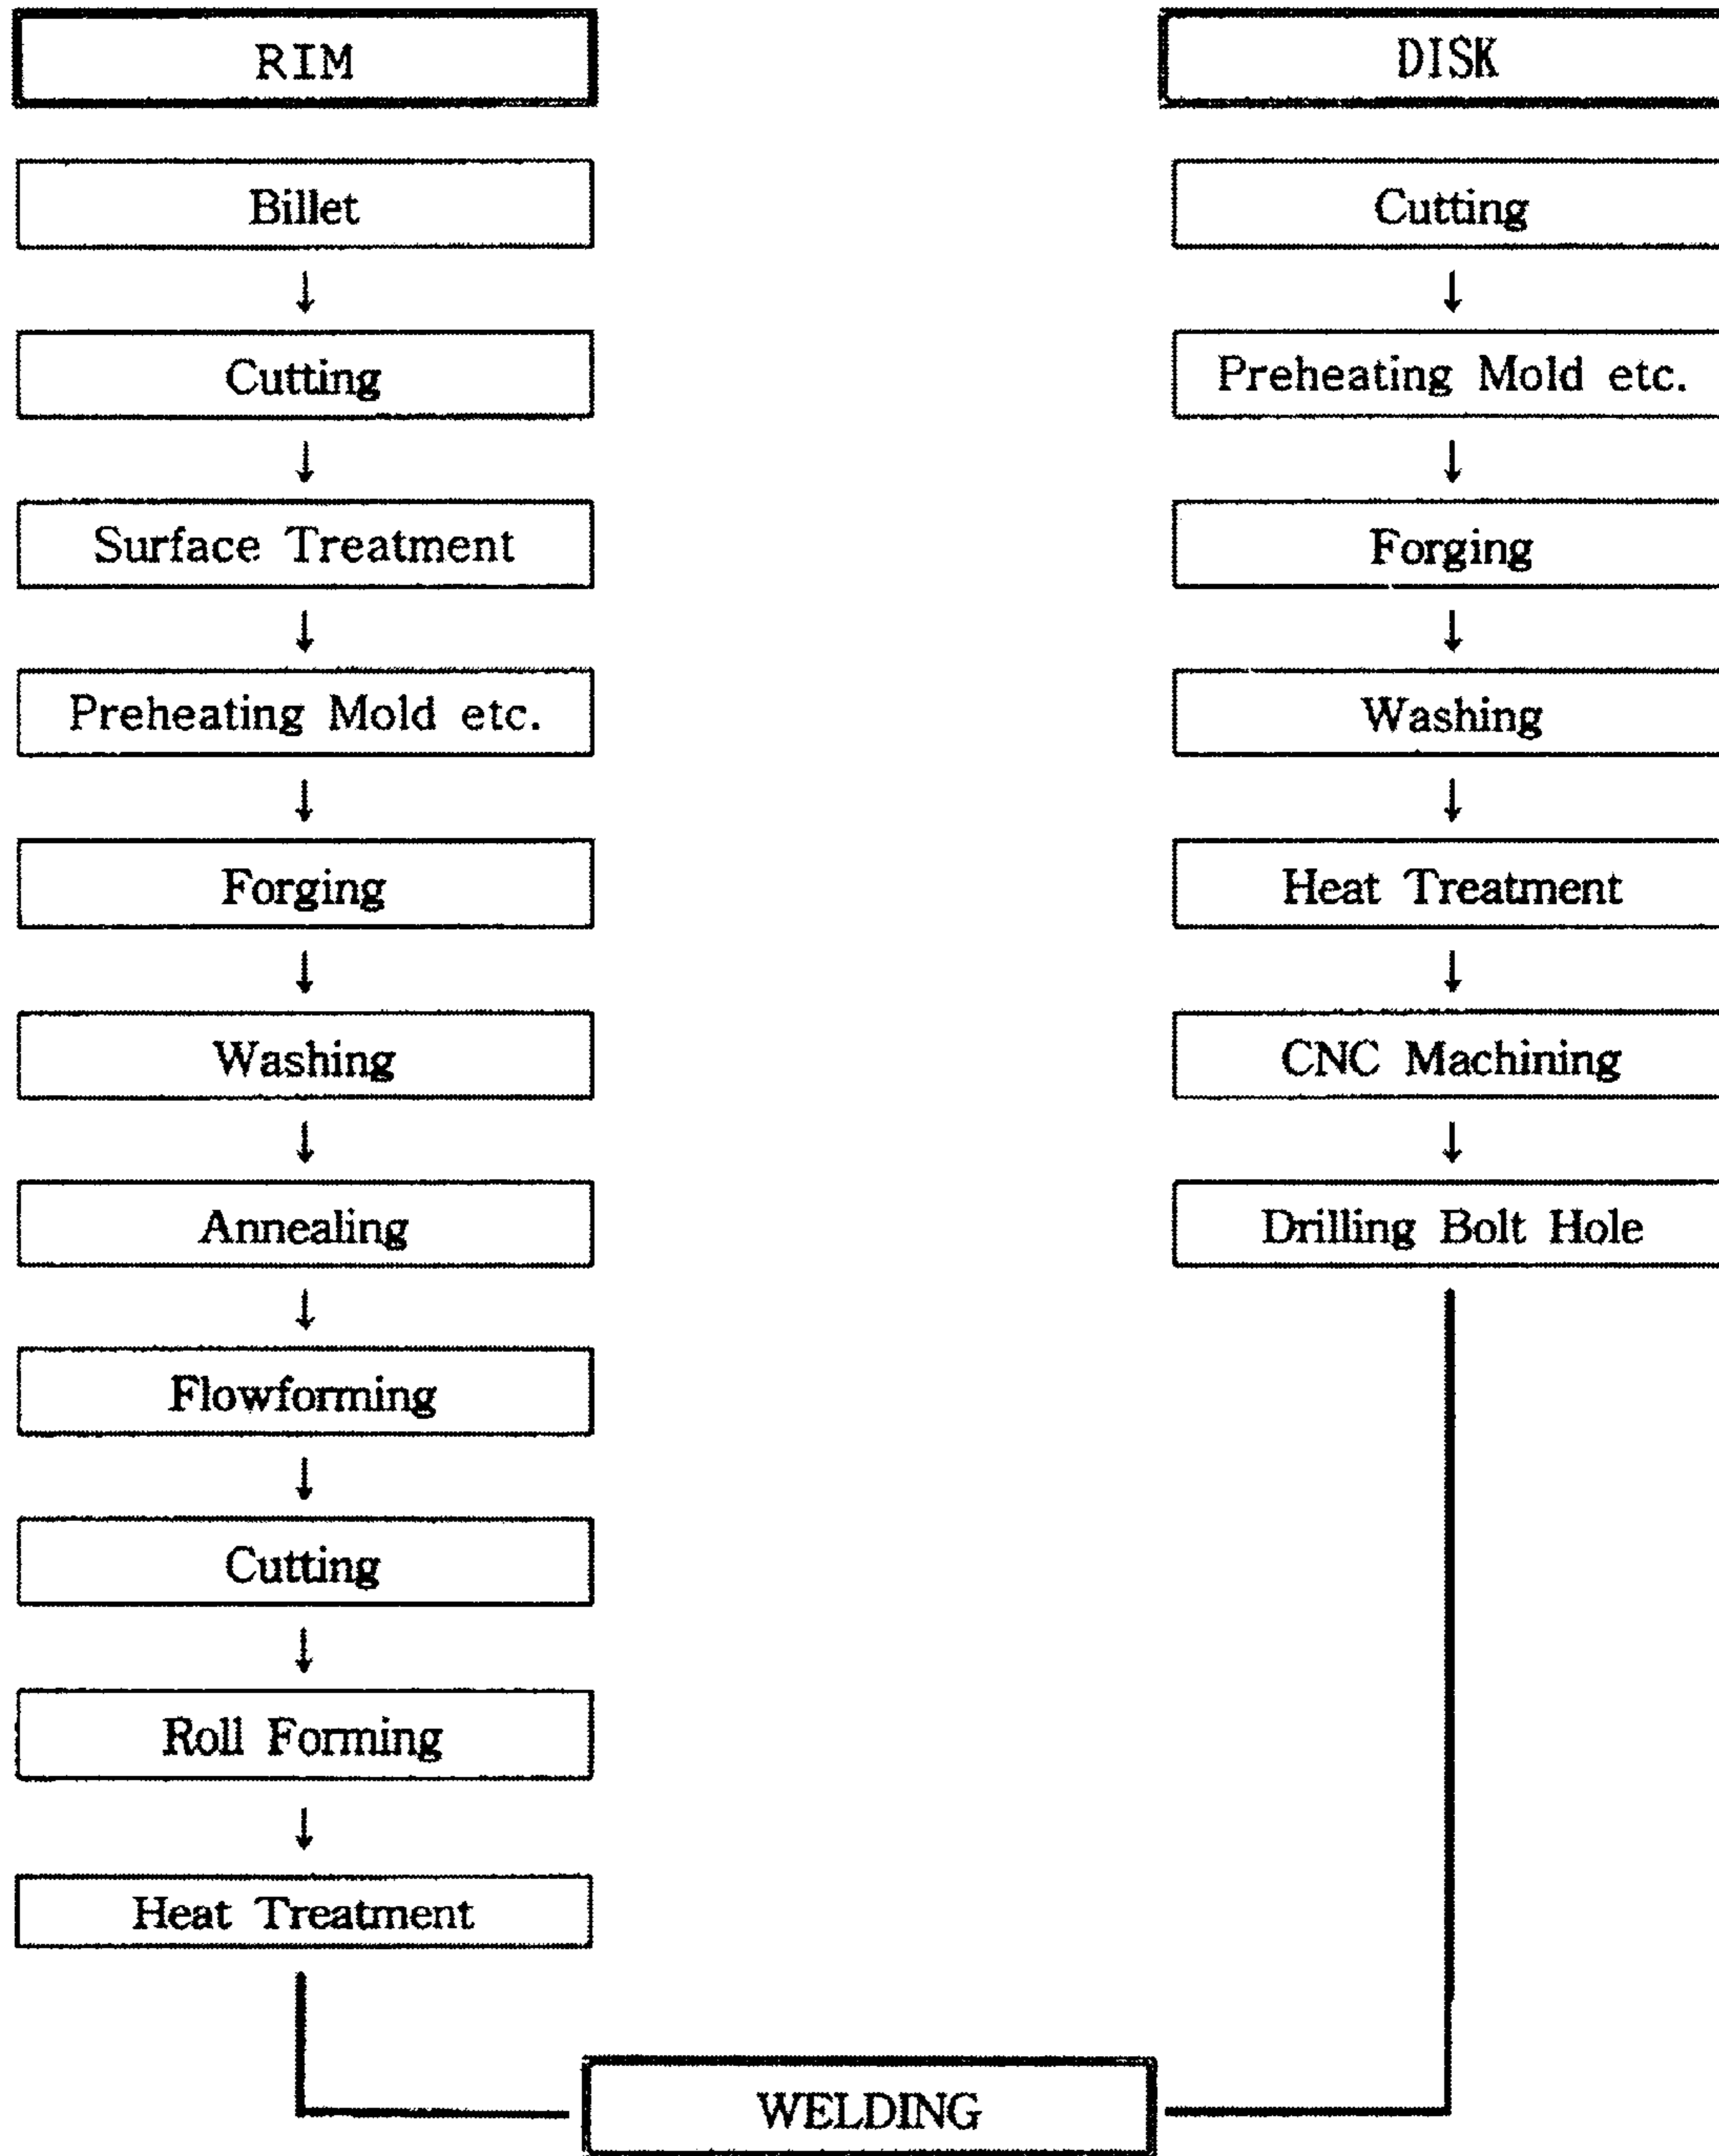 RIM
Billet
Cutting
Surface Treatment
Preheating Mold etc.
Forging
Washing
Annealing
Flowforming
Cutting
Roll Forming
Heat Treatment
DISK
Cutting
Preheating Mold etc.
Forging
Washing
Heat Treatment
CNC Machining
Drilling Bolt Hole
WELDING